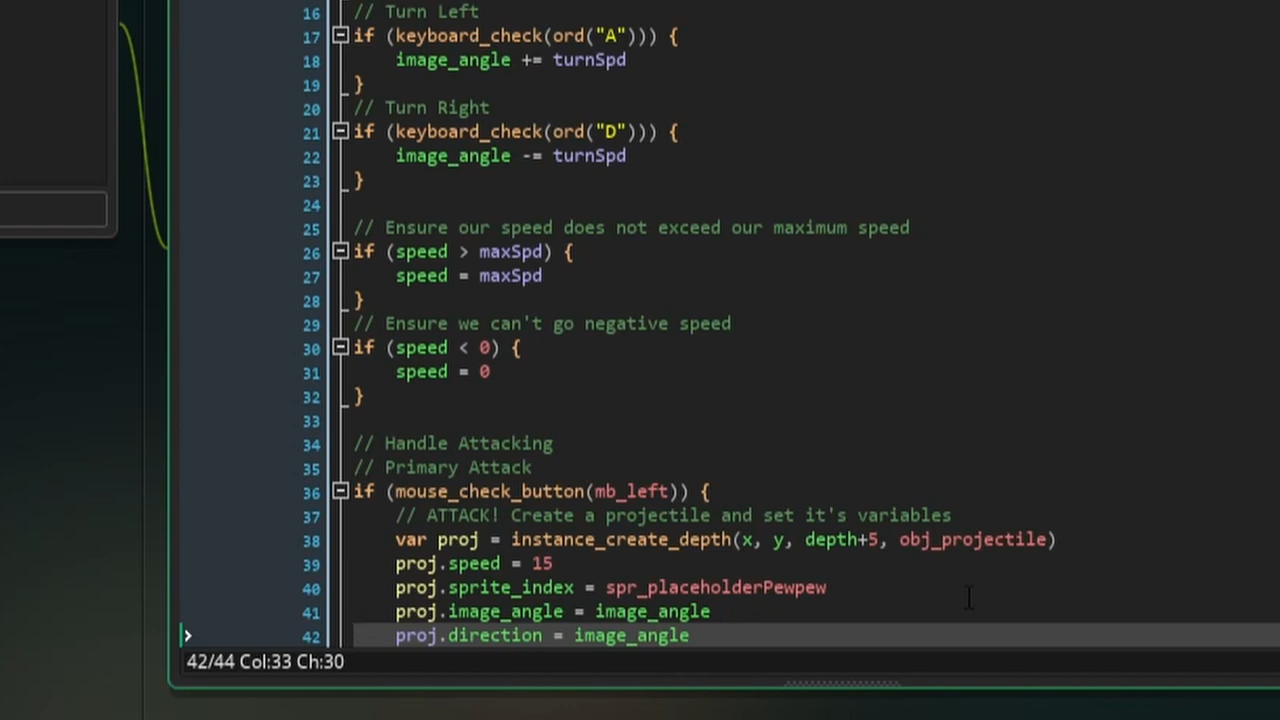 16 // Turn Left
17 if (keyboard_check(ord("A"))) {
18 image_angle += turnSpd
19 }
20 // Turn Right
21 if (keyboard_check(ord("D"))) {
22 image_angle -= turnSpd
23 }
24
25 // Ensure our speed does not exceed our maximum speed
26 if (speed > maxSpd) {
27 speed = maxSpd
28 }
29 // Ensure we can't go negative speed
30 if (speed < 0) {
31 speed = 0
32 }
33
34 // Handle Attacking
35 // Primary Attack
36 if (mouse_check_button(mb_left)) {
37 // ATTACK! Create a projectile and set it's variables
38 var proj = instance_create_depth(x, y, depth+5, obj_projectile)
39 proj.speed = 15
40 proj.sprite_index = spr_placeholderPewpew
41 proj.image_angle = image_angle
42 proj.direction = image_angle
42/44 Col:33 Ch:30